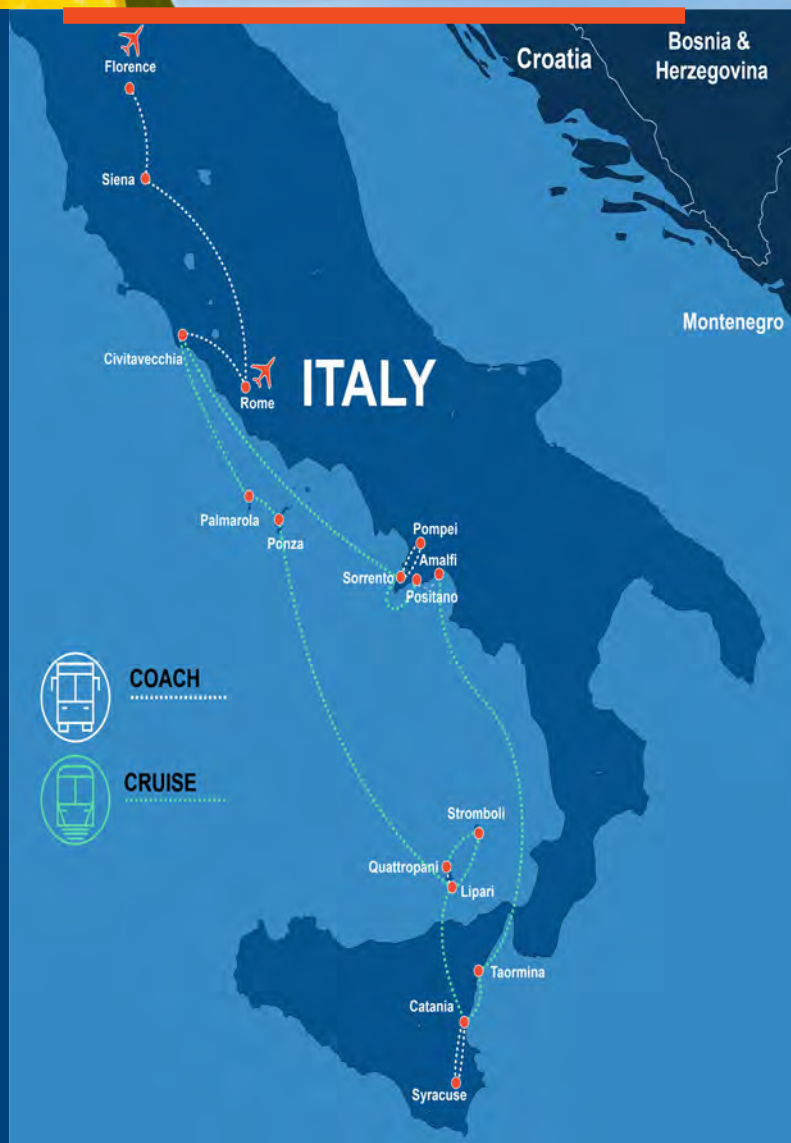 Florence
Croatia
Bosnia &
Herzegovina
Siena
Montenegro
Civitavecchia
Rome
ITALY
Palmarola
Ponza
Pompei
Amalfi
Sorrento
Positano
COACH
CRUISE
Stromboli
Quattropani
Lipari
Taormina
Catania
Syracuse